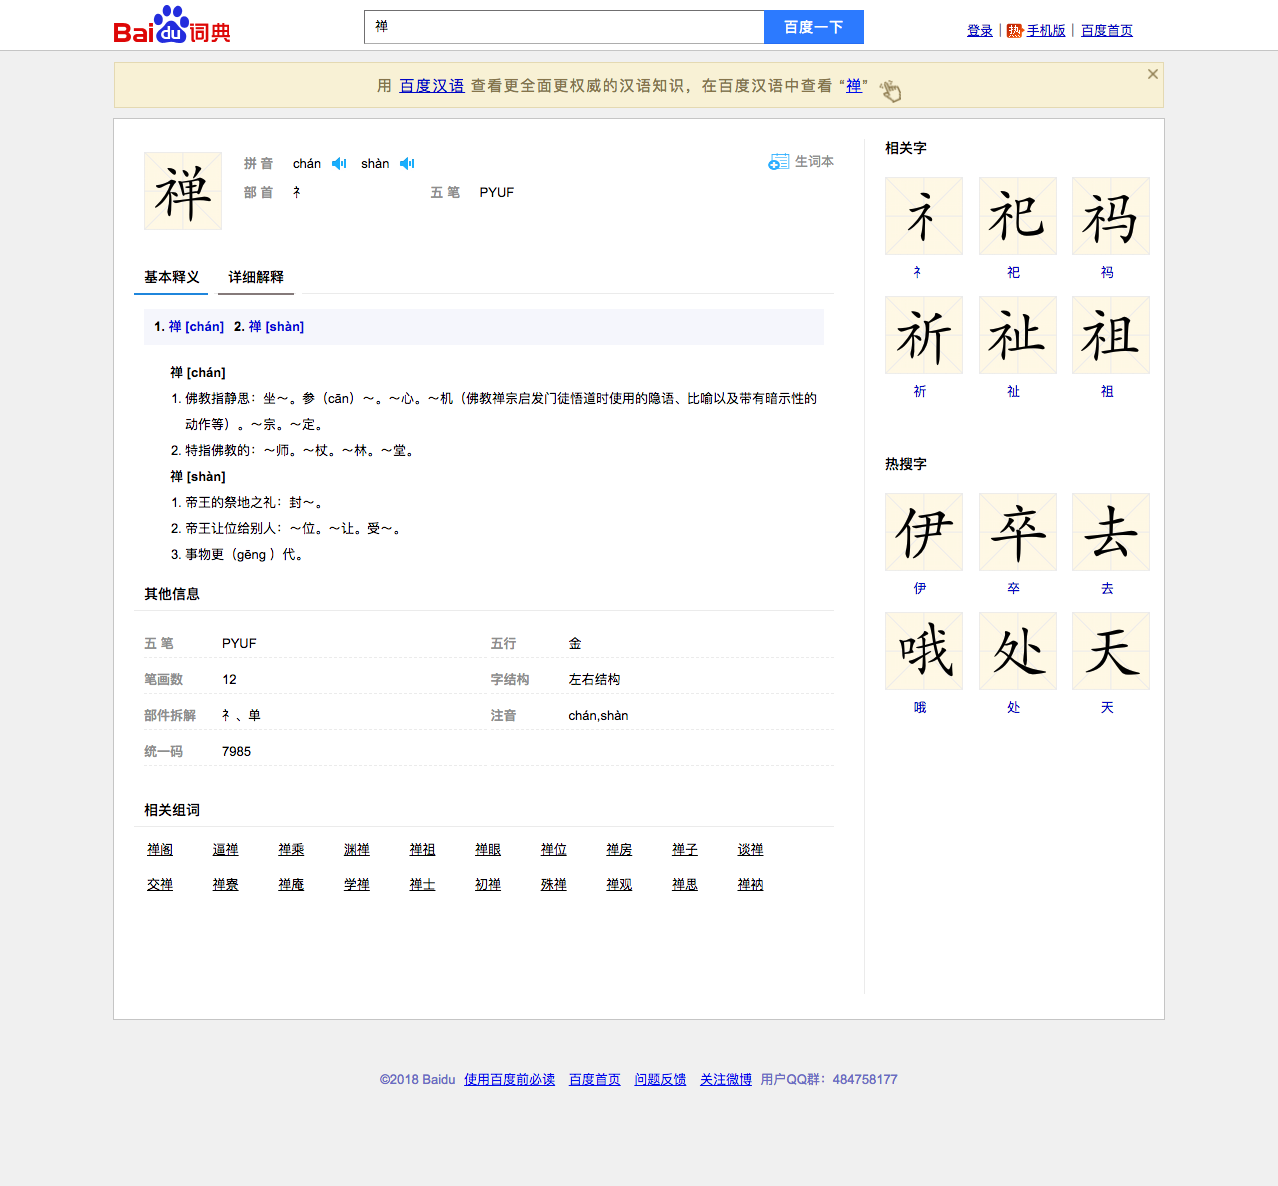 Baidu词典
禅
百度一下
登录 | 热 手机版 | 百度首页
用 百度汉语 查看更全面更权威的汉语知识，在百度汉语中查看 “禅”
禅
拼 音 chán shàn
部 首 礻 五 笔 PYUF
生词本
基本释义 详细解释
1. 禅 [chán] 2. 禅 [shàn]
禅 [chán]
1. 佛教指静思：坐～。参（cān）～。～心。～机（佛教禅宗启发门徒悟道时使用的隐语、比喻以及带有暗示性的
动作等）。～宗。～定。
2. 特指佛教的：～师。～杖。～林。～堂。
禅 [shàn]
1. 帝王的祭地之礼：封～。
2. 帝王让位给别人：～位。～让。受～。
3. 事物更（gēng ）代。
其他信息
五 笔 PYUF 五行 金
笔画数 12 字结构 左右结构
部件拆解 礻、单 注音 chán,shàn
统一码 7985
相关组词
禅阁 逼禅 禅乘 渊禅 禅祖 禅眼 禅位 禅房 禅子 谈禅
交禅 禅寮 禅庵 学禅 禅士 初禅 殊禅 禅观 禅思 禅衲
相关字
礻 祀 祃
礻 祀 祃
祈 祉 祖
祈 祉 祖
热搜字
伊 卒 去
伊 卒 去
哦 处 天
哦 处 天
©2018 Baidu 使用百度前必读 百度首页 问题反馈 关注微博 用户QQ群：484758177